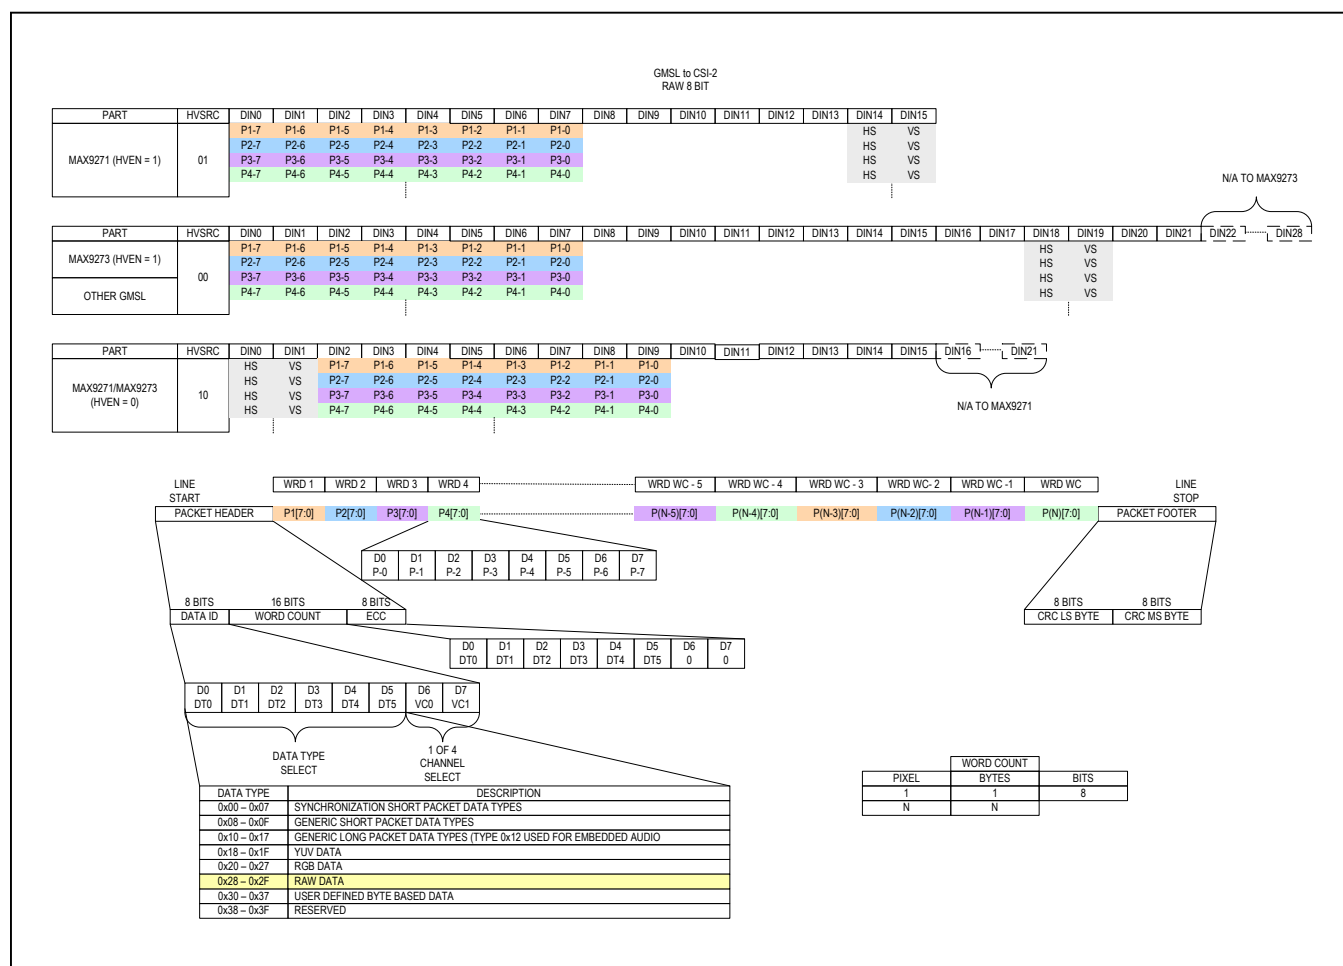 GMSL to CSI-2
RAW 8 BIT
PART HVSRC DIN0 DIN1 DIN2 DIN3 DIN4 DIN5 DIN6 DIN7 DIN8 DIN9 DIN10 DIN11 DIN12 DIN13 DIN14 DIN15
P1-7 P1-6 P1-5 P1-4 P1-3 P1-2 P1-1 P1-0 HS VS
P2-7 P2-6 P2-5 P2-4 P2-3 P2-2 P2-1 P2-0 HS VS
MAX9271 (HVEN = 1) 01
P3-7 P3-6 P3-5 P3-4 P3-3 P3-2 P3-1 P3-0 HS VS
P4-7 P4-6 P4-5 P4-4 P4-3 P4-2 P4-1 P4-0 HS VS
N/A TO MAX9273
PART HVSRC DIN0 DIN1 DIN2 DIN3 DIN4 DIN5 DIN6 DIN7 DIN8 DIN9 DIN10 DIN11 DIN12 DIN13 DIN14 DIN15 DIN16 DIN17 DIN18 DIN19 DIN20 DIN21 DIN22 DIN28
P1-7 P1-6 P1-5 P1-4 P1-3 P1-2 P1-1 P1-0 HS VS
MAX9273 (HVEN = 1)
P2-7 P2-6 P2-5 P2-4 P2-3 P2-2 P2-1 P2-0 HS VS
00
P3-7 P3-6 P3-5 P3-4 P3-3 P3-2 P3-1 P3-0 HS VS
OTHER GMSL
P4-7 P4-6 P4-5 P4-4 P4-3 P4-2 P4-1 P4-0 HS VS
PART HVSRC DIN0 DIN1 DIN2 DIN3 DIN4 DIN5 DIN6 DIN7 DIN8 DIN9 DIN10 DIN11 DIN12 DIN13 DIN14 DIN15 DIN16 DIN21
HS VS P1-7 P1-6 P1-5 P1-4 P1-3 P1-2 P1-1 P1-0
HS VS P2-7 P2-6 P2-5 P2-4 P2-3 P2-2 P2-1 P2-0
MAX9271/MAX9273
(HVEN = 0)
10
HS VS P3-7 P3-6 P3-5 P3-4 P3-3 P3-2 P3-1 P3-0
HS VS P4-7 P4-6 P4-5 P4-4 P4-3 P4-2 P4-1 P4-0
N/A TO MAX9271
LINE
START
WRD 1 WRD 2 WRD 3 WRD 4 WRD WC - 5 WRD WC - 4 WRD WC - 3 WRD WC- 2 WRD WC -1 WRD WC
LINE
STOP
PACKET HEADER P1[7:0] P2[7:0] P3[7:0] P4[7:0] P(N-5)[7:0] P(N-4)[7:0] P(N-3)[7:0] P(N-2)[7:0] P(N-1)[7:0] P(N)[7:0] PACKET FOOTER
D0 D1 D2 D3 D4 D5 D6 D7
P-0 P-1 P-2 P-3 P-4 P-5 P-6 P-7
8 BITS 16 BITS 8 BITS
DATA ID WORD COUNT ECC
8 BITS 8 BITS
CRC LS BYTE CRC MS BYTE
D0 D1 D2 D3 D4 D5 D6 D7
DT0 DT1 DT2 DT3 DT4 DT5 0 0
D0 D1 D2 D3 D4 D5 D6 D7
DT0 DT1 DT2 DT3 DT4 DT5 VC0 VC1
DATA TYPE
SELECT
1 OF 4
CHANNEL
SELECT
WORD COUNT
PIXEL BYTES BITS
1 1 8
N N
DATA TYPE DESCRIPTION
0x00 – 0x07 SYNCHRONIZATION SHORT PACKET DATA TYPES
0x08 – 0x0F GENERIC SHORT PACKET DATA TYPES
0x10 – 0x17 GENERIC LONG PACKET DATA TYPES (TYPE 0x12 USED FOR EMBEDDED AUDIO
0x18 – 0x1F YUV DATA
0x20 – 0x27 RGB DATA
0x28 – 0x2F RAW DATA
0x30 – 0x37 USER DEFINED BYTE BASED DATA
0x38 – 0x3F RESERVED